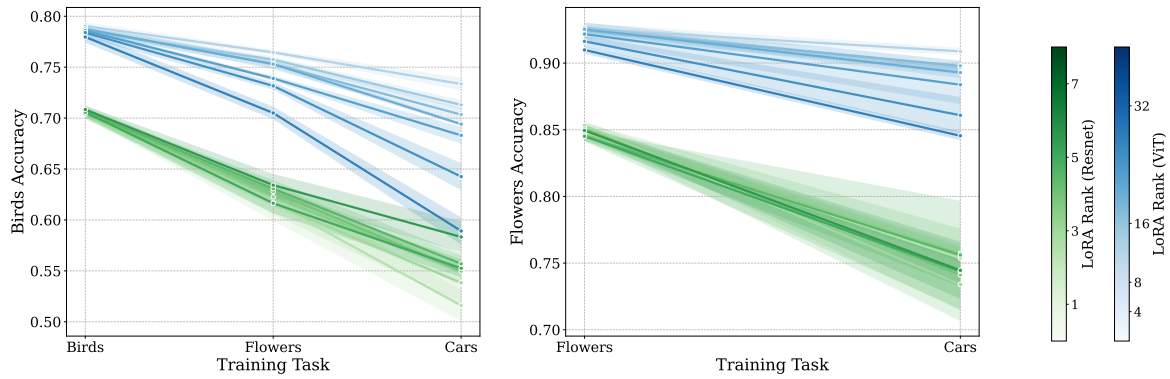 0.80
0.75
0.70
0.65
0.60
0.55
0.50
Birds Accuracy
Birds
Flowers
Cars
Training Task
0.90
0.85
0.80
0.75
0.70
Flowers Accuracy
Flowers
Cars
Training Task
7
5
3
1
LoRA Rank (Resnet)
32
16
8
4
LoRA Rank (ViT)